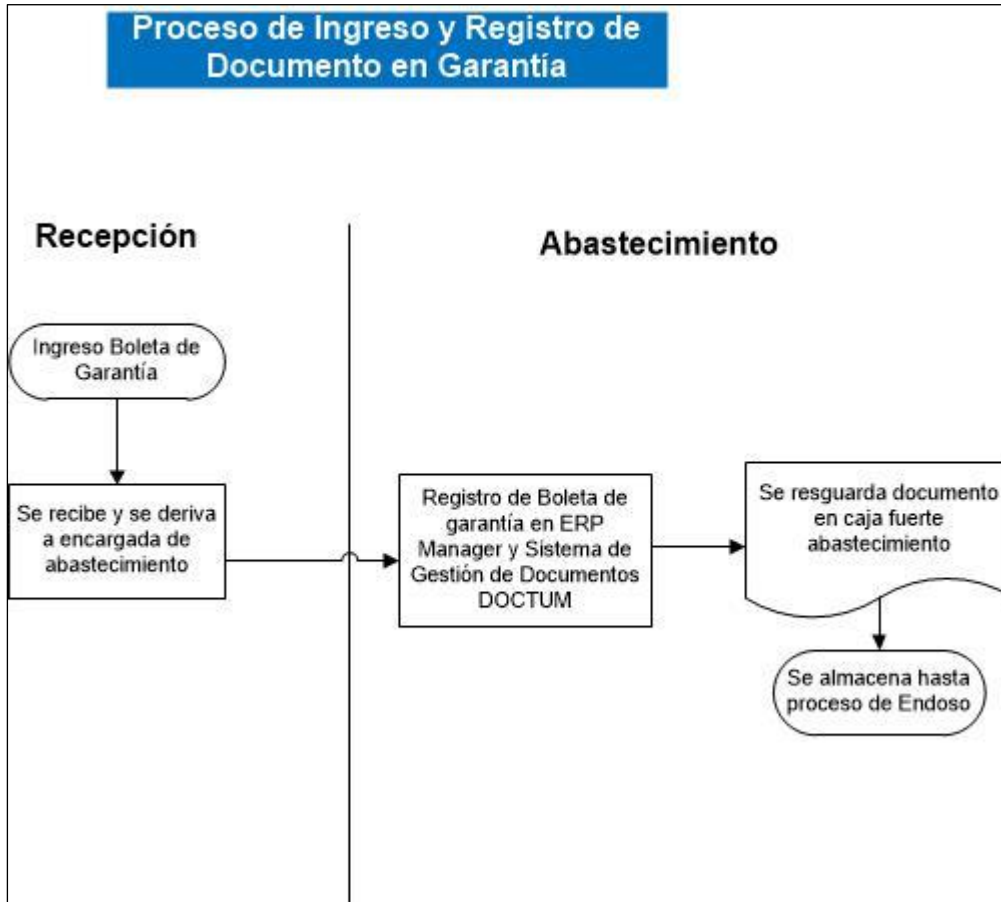 Proceso de Ingreso y Registro de
Documento en Garantía
Recepción
Abastecimiento
Ingreso Boleta de
Garantía
Se recibe y se deriva
a encargada de
abastecimiento
Registro de Boleta de
garantía en ERP
Manager y Sistema de
Gestión de Documentos
DOCTUM
Se resguarda documento
en caja fuerte
abastecimiento
Se almacena hasta
proceso de Endoso